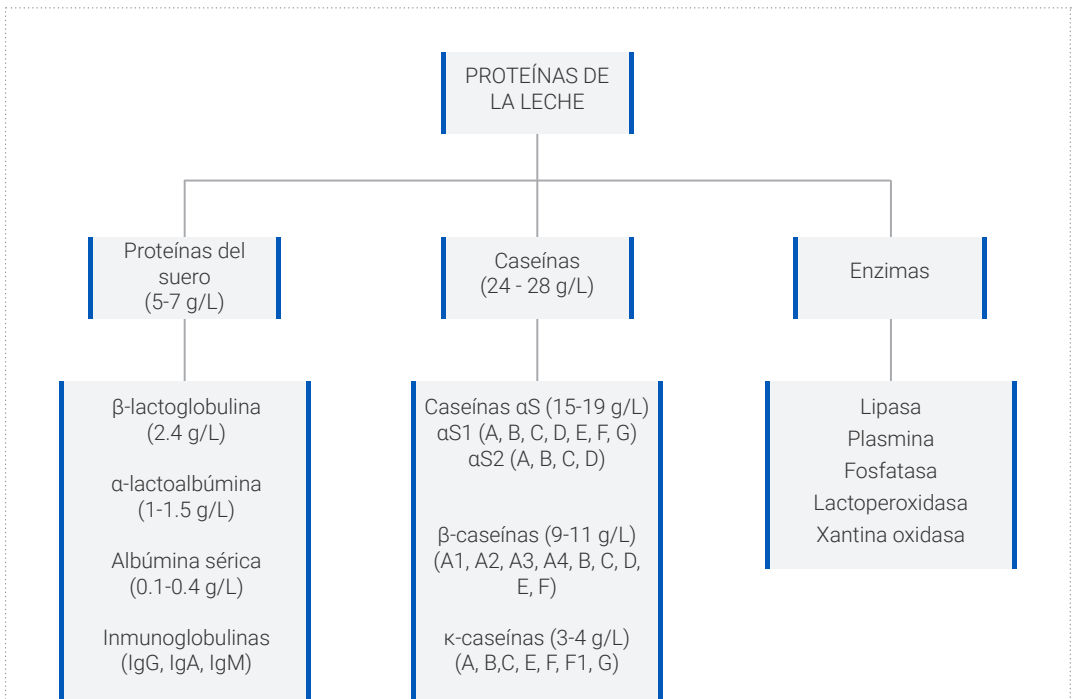 PROTEÍNAS DE
LA LECHE
Proteínas del
suero
(5-7 g/L)
Caseínas
(24 - 28 g/L)
Enzimas
β-lactoglobulina
(2.4 g/L)
α-lactoalbúmina
(1-1.5 g/L)
Albúmina sérica
(0.1-0.4 g/L)
Inmunoglobulinas
(IgG, IgA, IgM)
Caseínas αS (15-19 g/L)
αS1 (A, B, C, D, E, F, G)
αS2 (A, B, C, D)
β-caseínas (9-11 g/L)
(A1, A2, A3, A4, B, C, D,
E, F)
κ-caseínas (3-4 g/L)
(A, B,C, E, F, F1, G)
Lipasa
Plasmina
Fosfatasa
Lactoperoxidasa
Xantina oxidasa